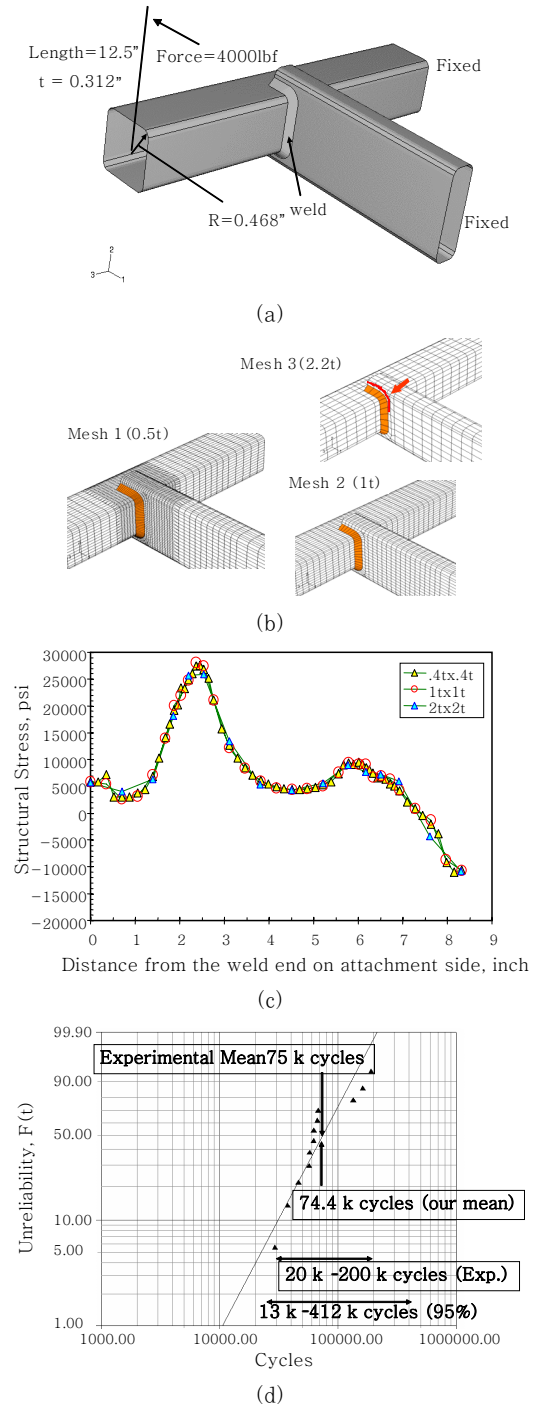 Length=12.5"
t = 0.312"
Force=4000lbf
Fixed
R=0.468"
weld
Fixed
2
3
1
(a)
Mesh 3(2.2t)
Mesh 1(0.5t)
Mesh 2 (1t)
(b)
Structural Stress, psi
30000
25000
20000
15000
10000
5000
0
−5000
−10000
−15000
−20000
.4tx.4t
1tx1t
2tx2t
0 1 2 3 4 5 6 7 8 9
Distance from the weld end on attachment side, inch
(c)
Unreliability, F(t)
99.90
90.00
50.00
10.00
5.00
1.00
Experimental Mean75 k cycles
74.4 k cycles (our mean)
20 k -200 k cycles (Exp.)
13 k -412 k cycles (95%)
1000.00 10000.00 100000.00 1000000.00
Cycles
(d)